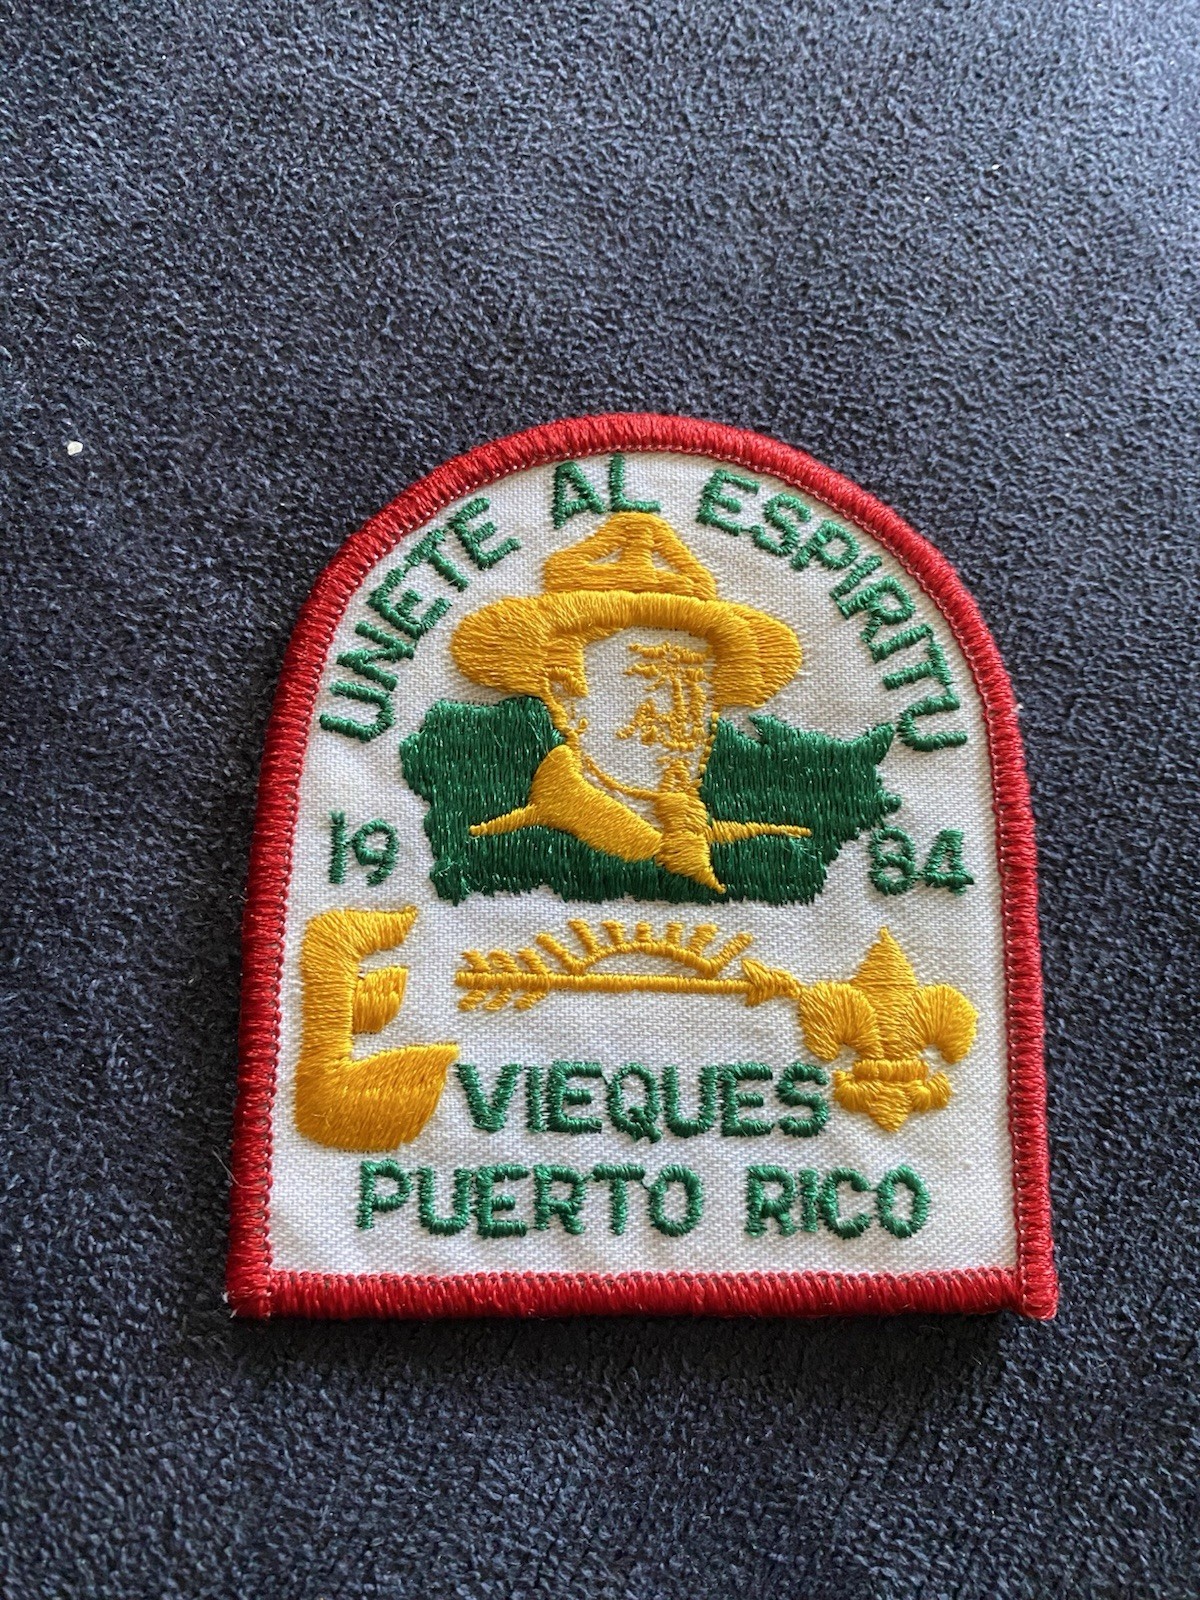 UNETE AL ESPIRITU
19 84
E
VIEQUES
PUERTO RICO